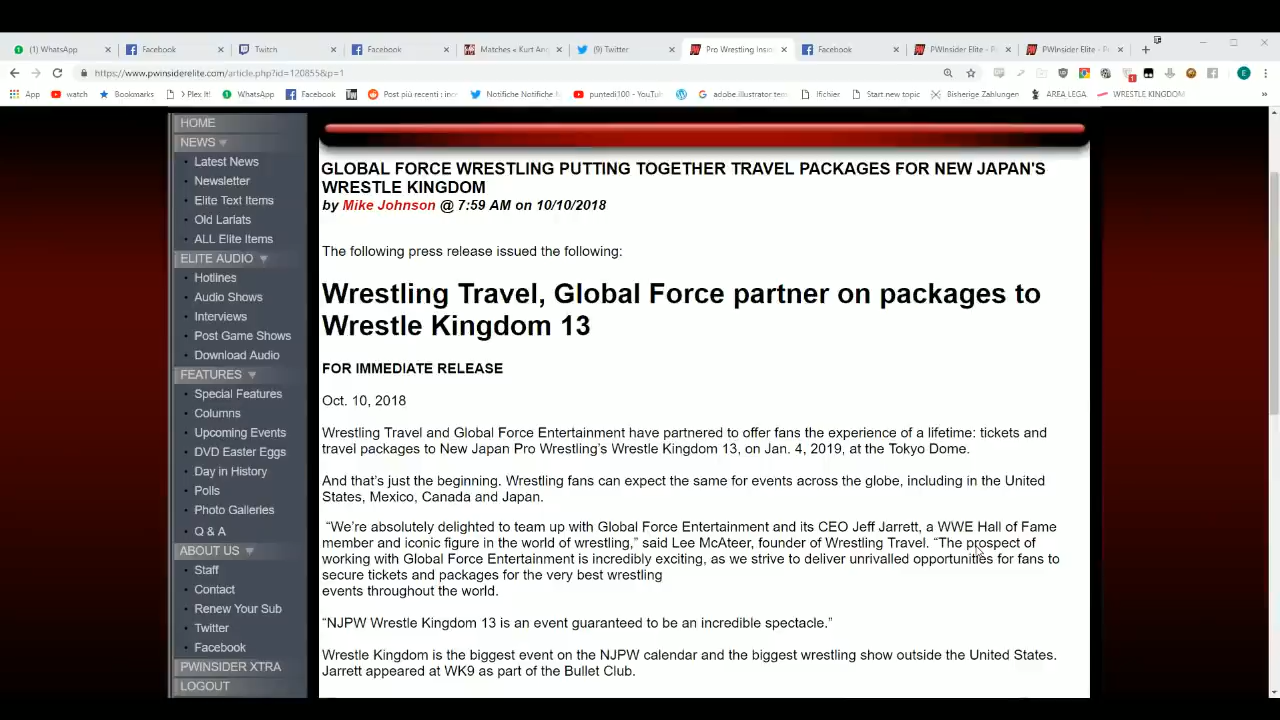 (1) WhatsApp
Facebook
Twitch
Facebook
Matches « Kurt Ang
(9) Twitter
Pro Wrestling Insi
Facebook
PWInsider Elite - P
PWInsider Elite - P
https://www.pwinsiderelite.com/article.php?id=120855&p=1
App
watch
Bookmarks
Plex It!
WhatsApp
Facebook
Post più recenti : inc
Notifiche Notifiche
puntedi100 - YouTu
adobe.illustrator.tem
Start new topic
Bisherige Zahlungen
AREA LEGA
WRESTLE KINGDOM
HOME
NEWS
Latest News
Newsletter
Elite Text Items
Old Lariats
ALL Elite Items
ELITE AUDIO
Hotlines
Audio Shows
Interviews
Post Game Shows
Download Audio
FEATURES
Special Features
Columns
Upcoming Events
DVD Easter Eggs
Day in History
Polls
Photo Galleries
Q & A
ABOUT US
Staff
Contact
Renew Your Sub
Twitter
Facebook
PWINSIDER XTRA
LOGOUT
GLOBAL FORCE WRESTLING PUTTING TOGETHER TRAVEL PACKAGES FOR NEW JAPAN'S
WRESTLE KINGDOM
by Mike Johnson @ 7:59 AM on 10/10/2018
The following press release issued the following:
Wrestling Travel, Global Force partner on packages to
Wrestle Kingdom 13
FOR IMMEDIATE RELEASE
Oct. 10, 2018
Wrestling Travel and Global Force Entertainment have partnered to offer fans the experience of a lifetime: tickets and
travel packages to New Japan Pro Wrestling’s Wrestle Kingdom 13, on Jan. 4, 2019, at the Tokyo Dome.
And that’s just the beginning. Wrestling fans can expect the same for events across the globe, including in the United
States, Mexico, Canada and Japan.
“We’re absolutely delighted to team up with Global Force Entertainment and its CEO Jeff Jarrett, a WWE Hall of Fame
member and iconic figure in the world of wrestling,” said Lee McAteer, founder of Wrestling Travel. “The prospect of
working with Global Force Entertainment is incredibly exciting, as we strive to deliver unrivalled opportunities for fans to
secure tickets and packages for the very best wrestling
events throughout the world.
“NJPW Wrestle Kingdom 13 is an event guaranteed to be an incredible spectacle.”
Wrestle Kingdom is the biggest event on the NJPW calendar and the biggest wrestling show outside the United States.
Jarrett appeared at WK9 as part of the Bullet Club.